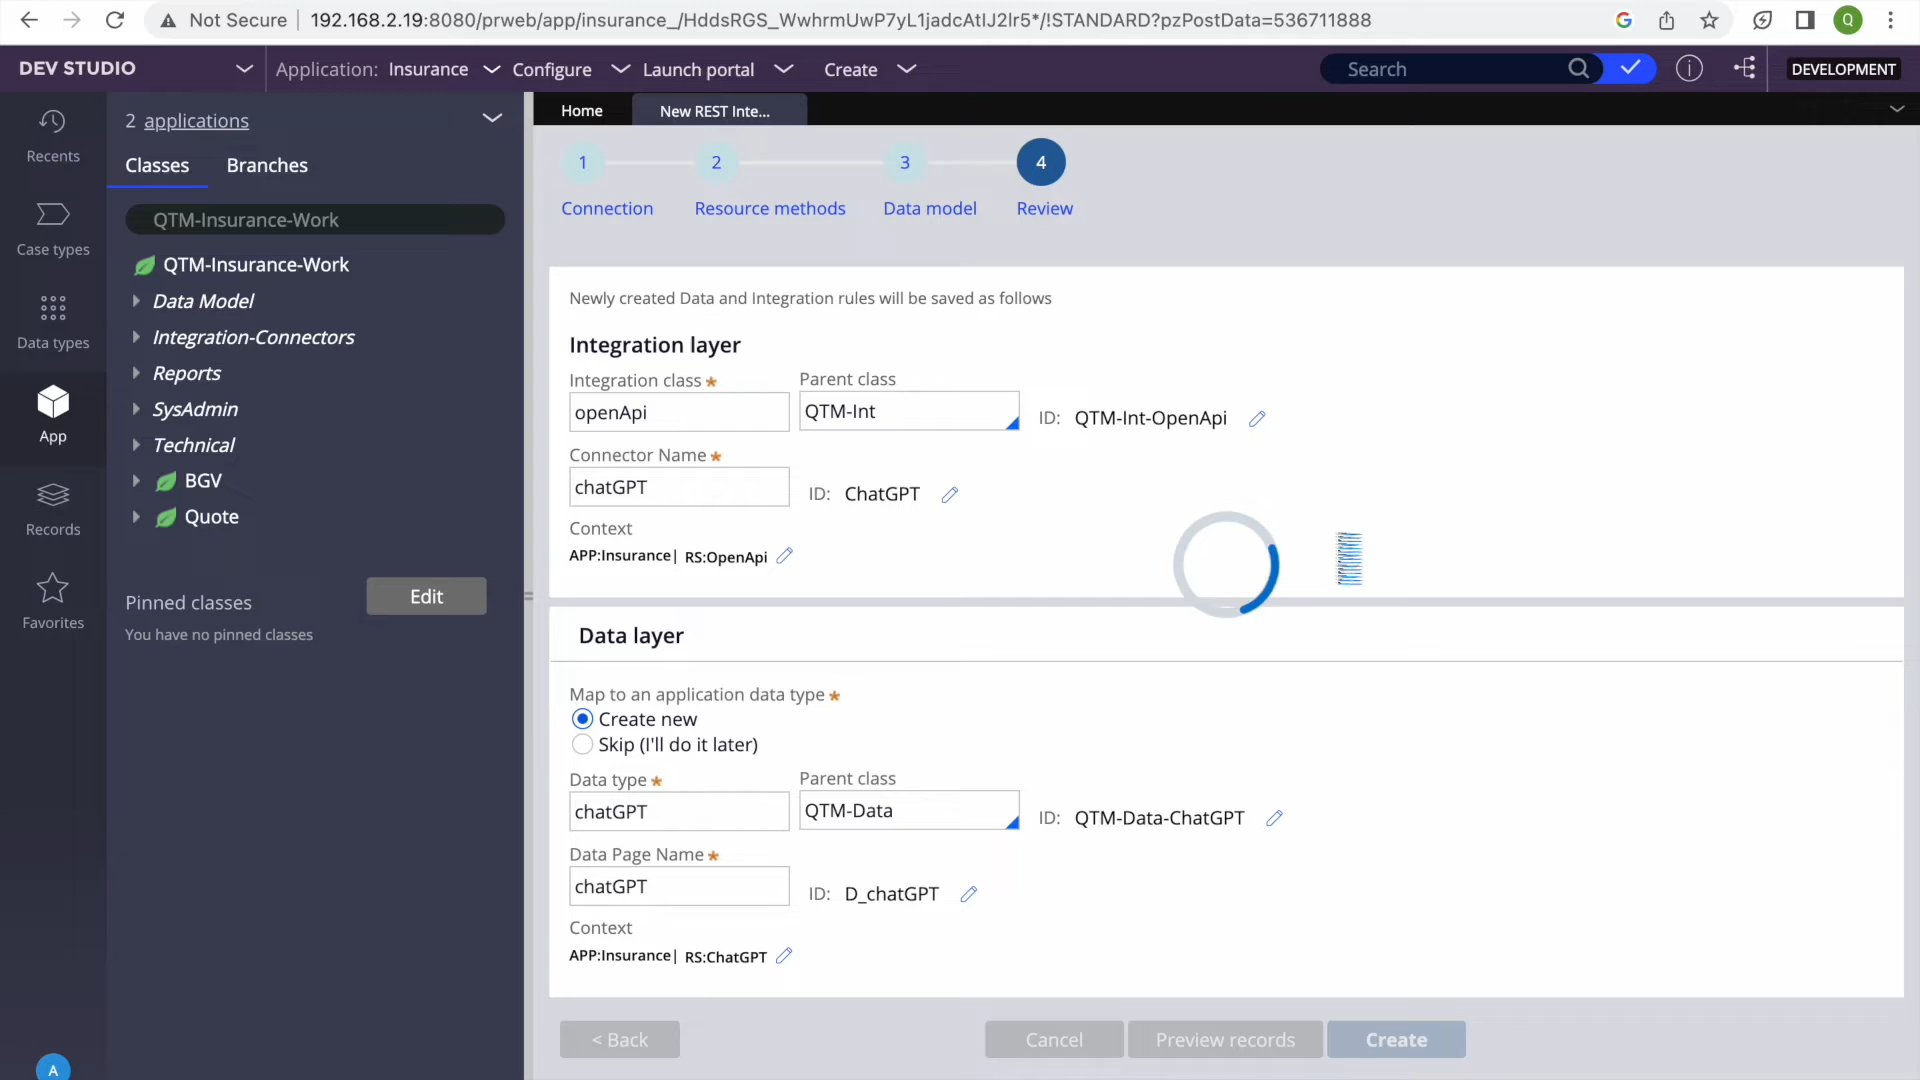 Not Secure 192.168.2.19:8080/prweb/app/insurance_/HddsRGS_WwhrmUwP7yL1jadcAtIJ2lr5*/!STANDARD?pzPostData=536711888
Q
DEV STUDIO Application: Insurance Configure Launch portal Create Search DEVELOPMENT
Recents
Case types
Data types
App
Records
Favorites
A
2 applications
Classes Branches
QTM-Insurance-Work
QTM-Insurance-Work
Data Model
Integration-Connectors
Reports
SysAdmin
Technical
BGV
Quote
Pinned classes Edit
You have no pinned classes
Home New REST Inte...
1 2 3 4
Connection Resource methods Data model Review
Newly created Data and Integration rules will be saved as follows
Integration layer
Integration class * Parent class
openApi QTM-Int ID: QTM-Int-OpenApi
Connector Name *
chatGPT ID: ChatGPT
Context
APP:Insurance| RS:OpenApi
Data layer
Map to an application data type *
Create new
Skip (I'll do it later)
Data type * Parent class
chatGPT QTM-Data ID: QTM-Data-ChatGPT
Data Page Name *
chatGPT ID: D_chatGPT
Context
APP:Insurance| RS:ChatGPT
< Back Cancel Preview records Create